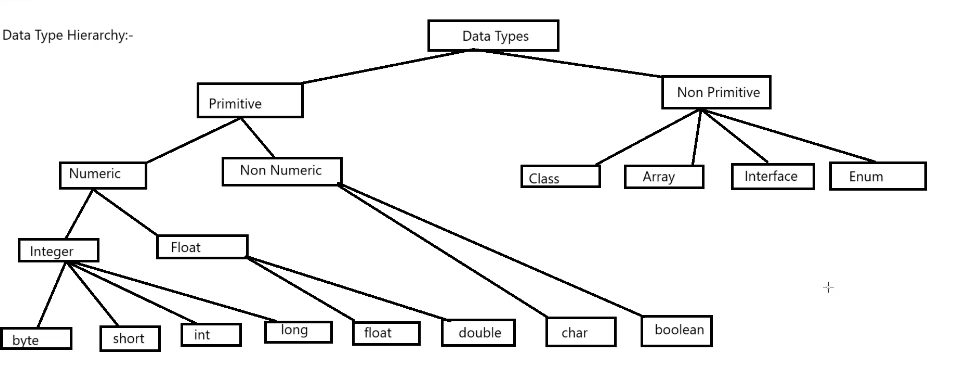 Data Type Hierarchy:-
Data Types
Primitive
Non Primitive
Numeric
Non Numeric
Class
Array
Interface
Enum
Integer
Float
byte
short
int
long
float
double
char
boolean